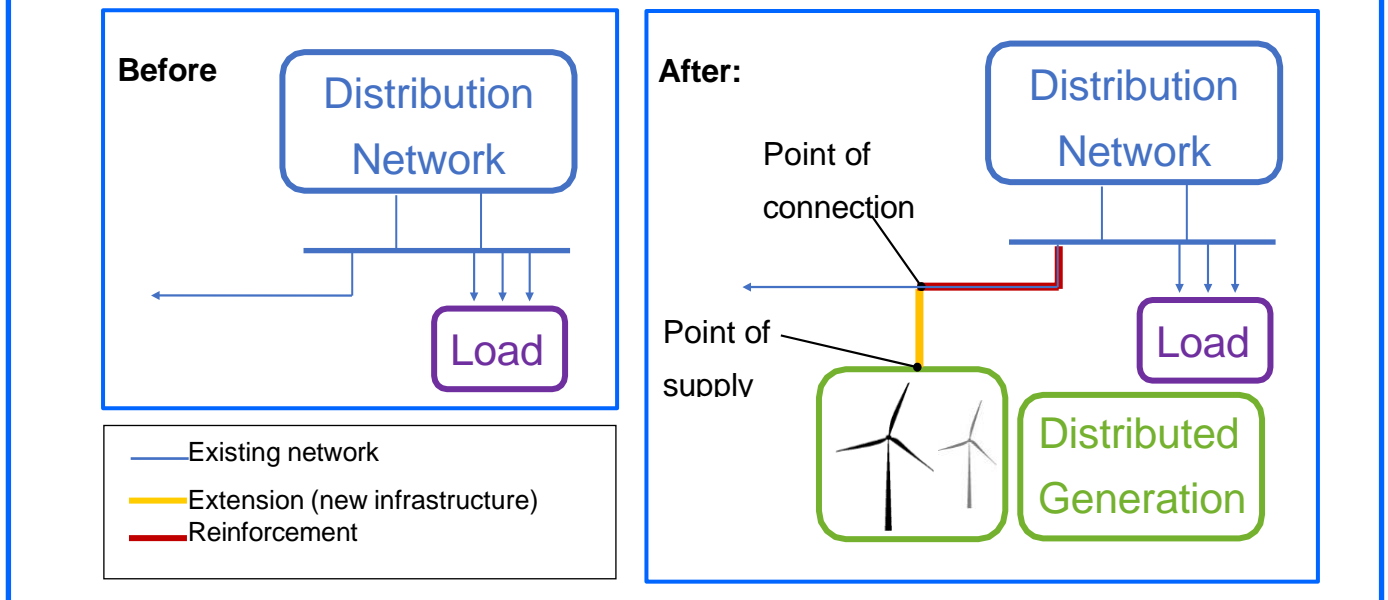 Before
Distribution
Network
Load
Existing network
Extension (new infrastructure)
Reinforcement
After:
Distribution
Network
Point of
connection
Point of
supply
Load
Distributed
Generation